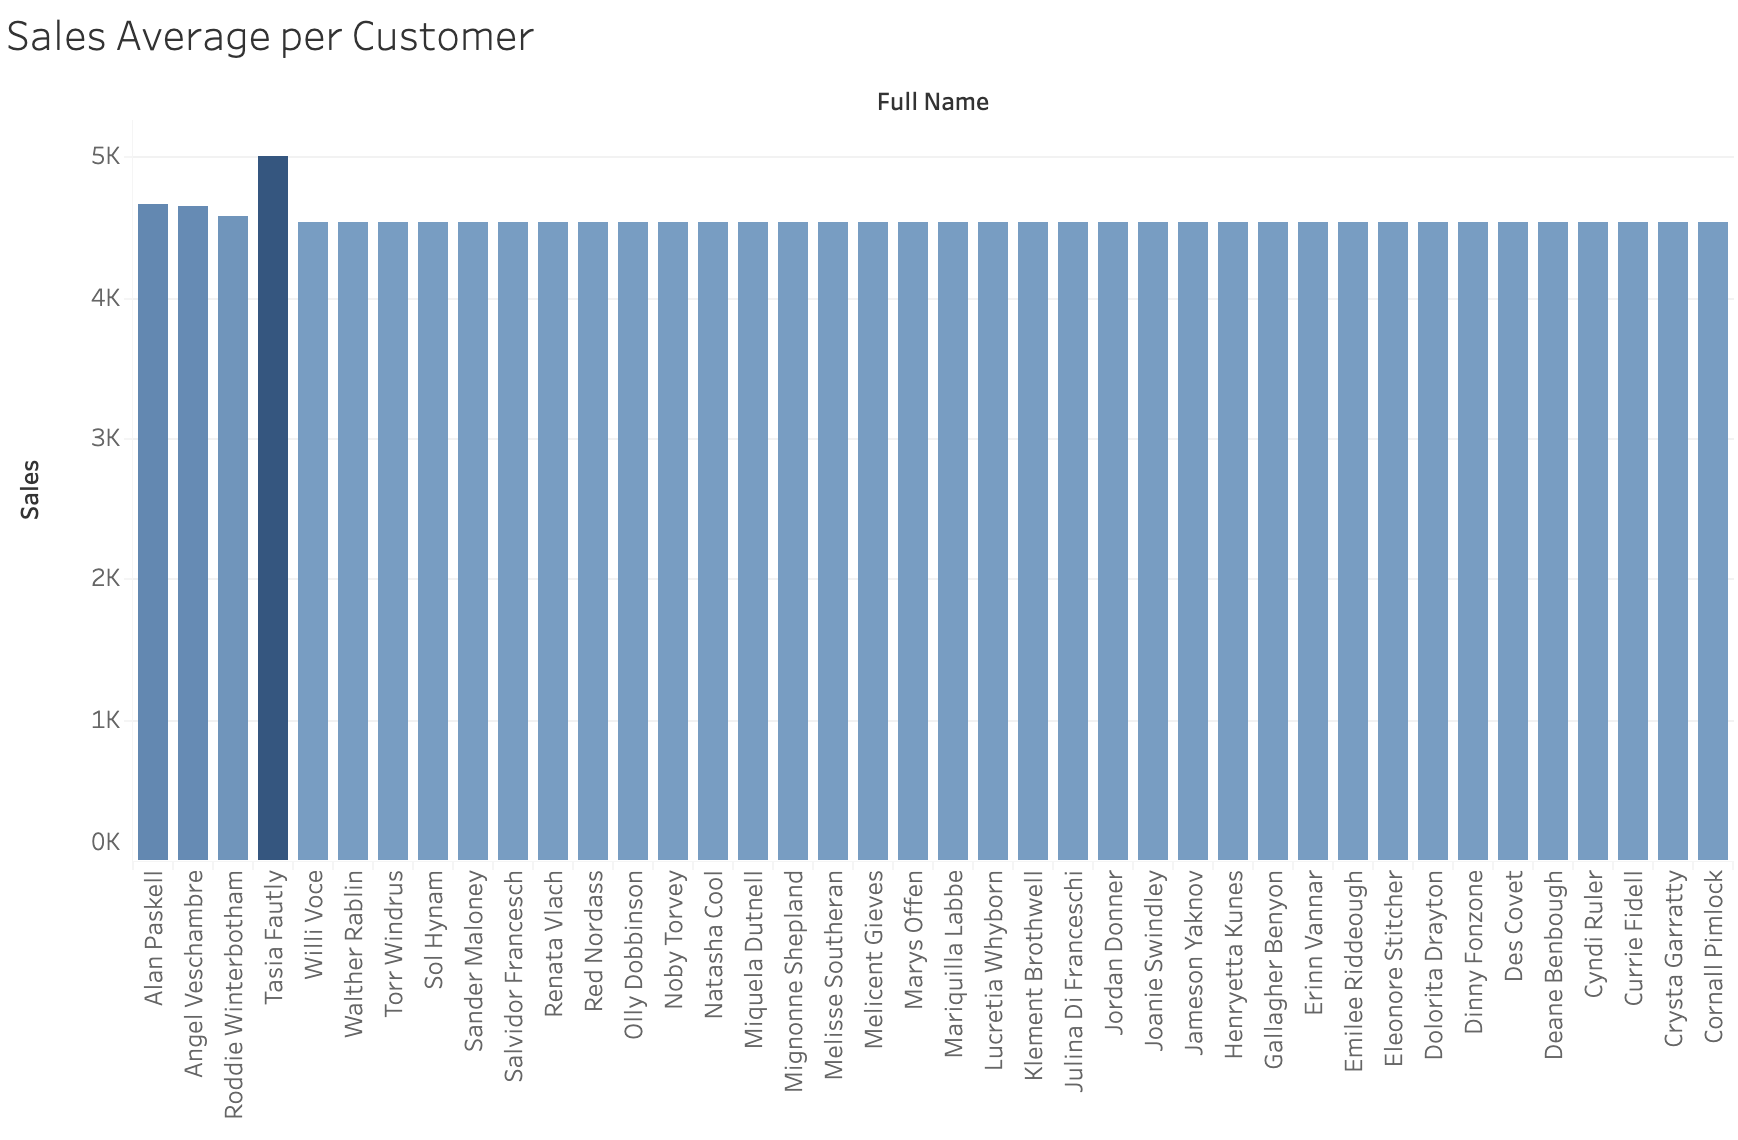 Sales Average per Customer
Full Name
5K
4K
3K
2K
1K
0K
Sales
Alan Paskell
Angel Veschambre
Roddie Winterbotham
Tasia Fautly
Willi Voce
Walther Rablin
Torr Windrus
Sol Hynam
Sander Maloney
Salvidor Francesch
Renata Vlach
Red Nordass
Olly Dobbinson
Noby Torvey
Natasha Cool
Miquela Dutnell
Mignonne Shepland
Melisse Southeran
Melicent Gieves
Marys Offen
Mariquilla Labbe
Lucretia Whyborn
Klement Brothwell
Julina Di Franceschi
Jordan Donner
Joanie Swindley
Jameson Yaknov
Henryetta Kunes
Gallagher Benyon
Erinn Vannar
Emilee Riddeough
Eleonore Stitcher
Dolorita Drayton
Dinny Fonzone
Des Covet
Deane Benbough
Cyndi Ruler
Currie Fidell
Crysta Garratty
Cornall Pimlock